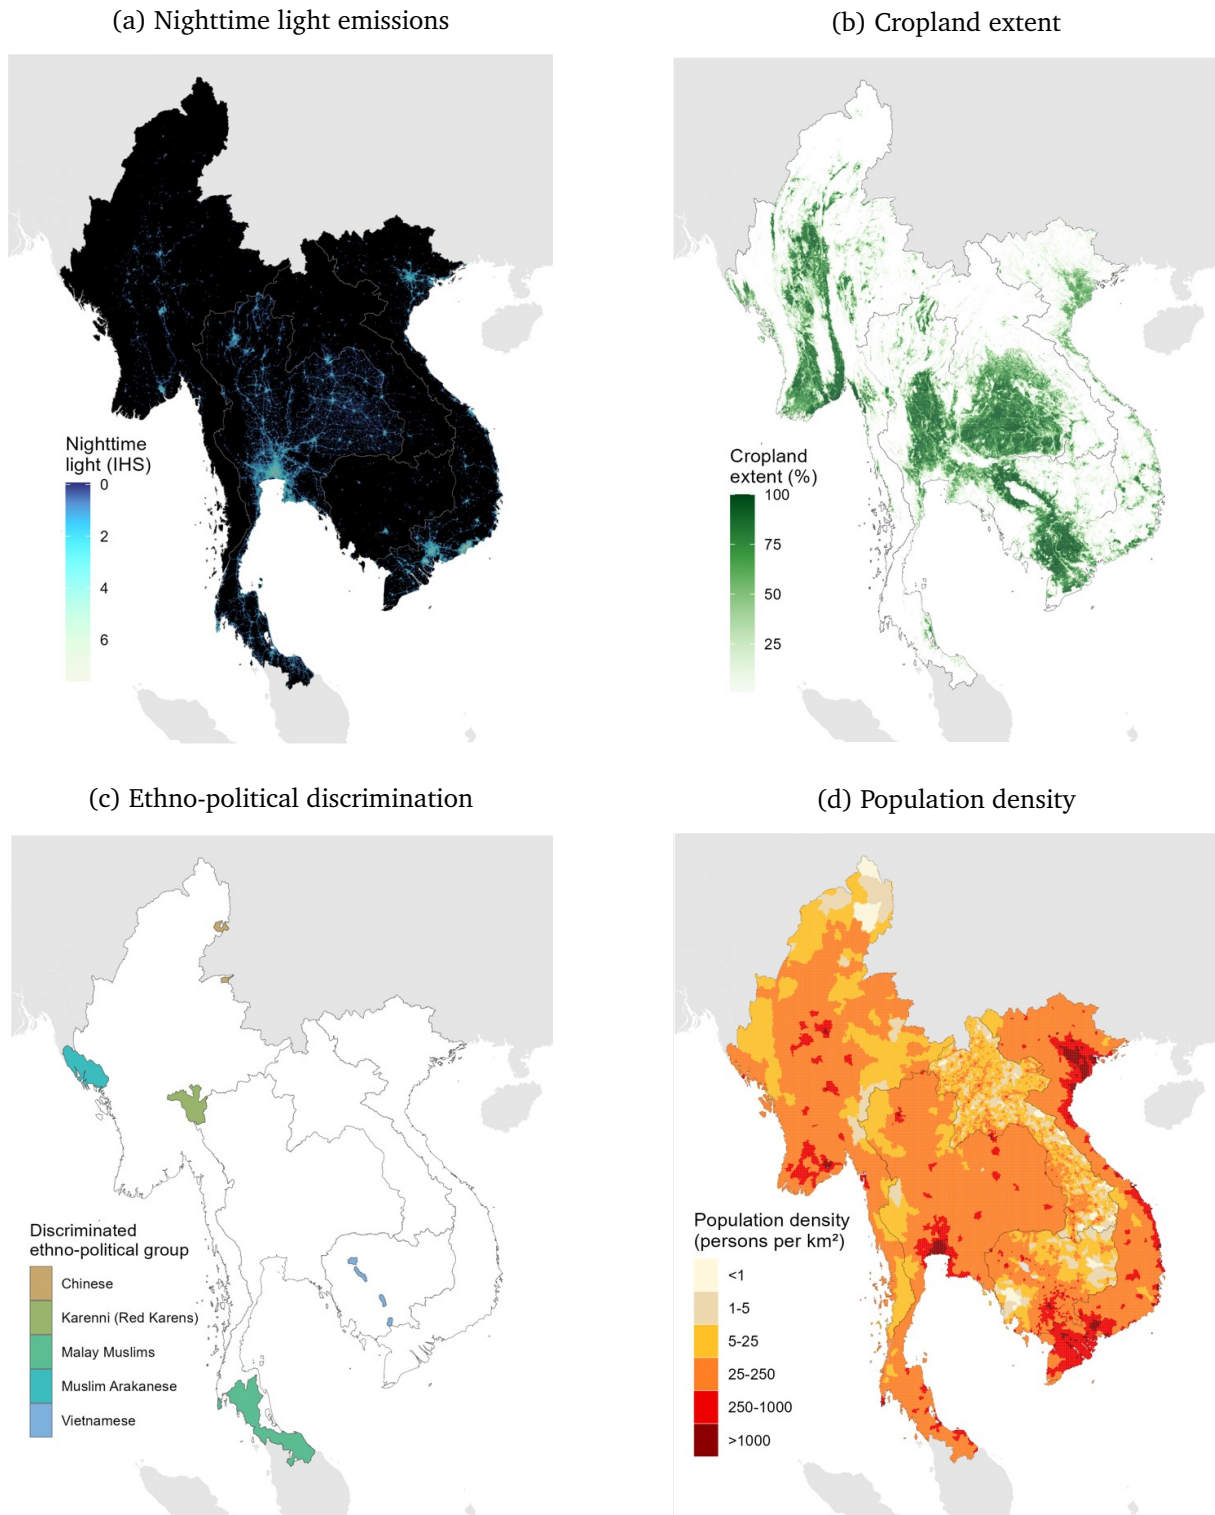 (a) Nighttime light emissions
Nighttime
light (IHS)
0
2
4
6
(b) Cropland extent
Cropland
extent (%)
100
75
50
25
(c) Ethno-political discrimination
Discriminated
ethno-political group
Chinese
Karenni (Red Karens)
Malay Muslims
Muslim Arakanese
Vietnamese
(d) Population density
Population density
(persons per km²)
<1
1-5
5-25
25-250
250-1000
>1000